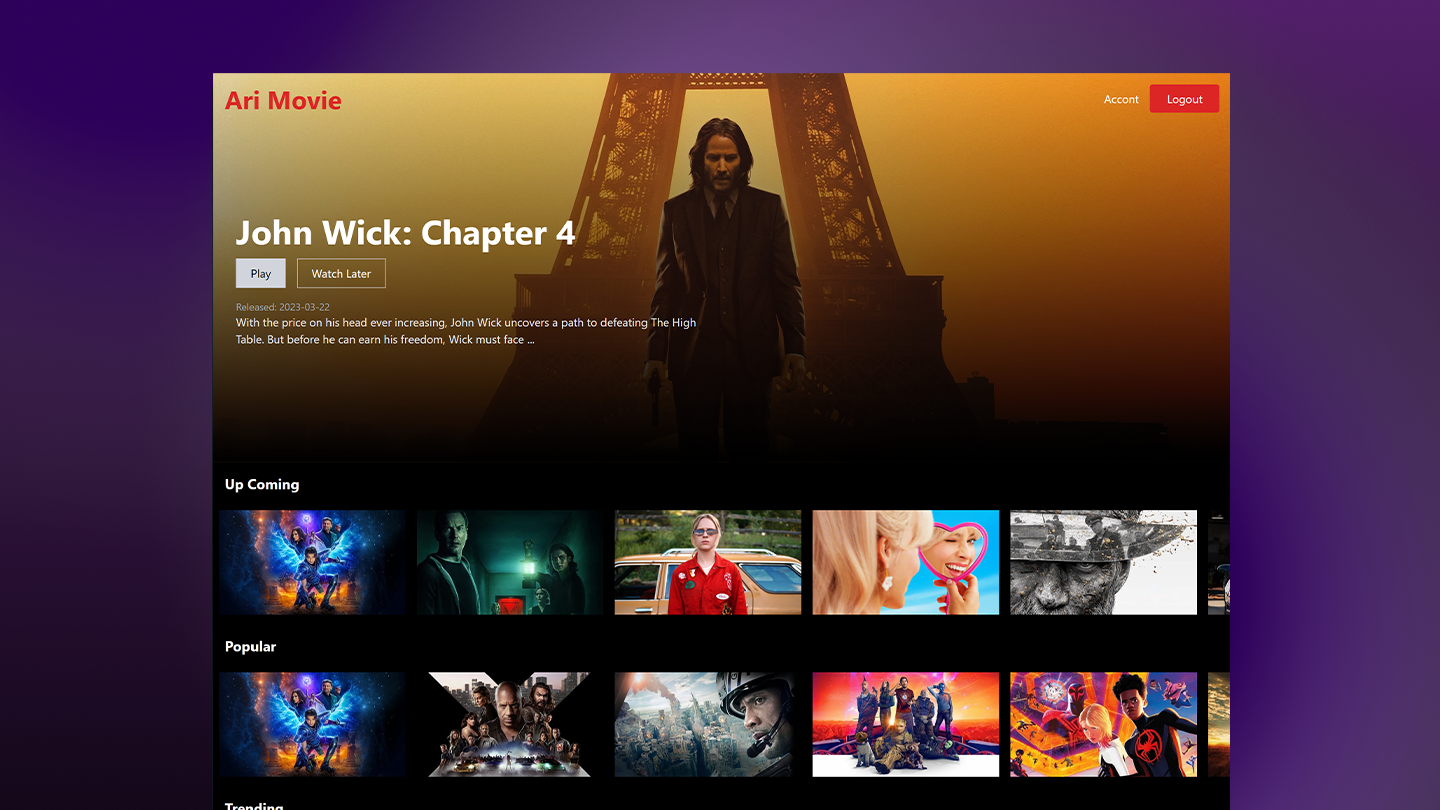 Ari Movie
Accont
Logout
John Wick: Chapter 4
Play
Watch Later
Released: 2023-03-22
With the price on his head ever increasing, John Wick uncovers a path to defeating The High
Table. But before he can earn his freedom, Wick must face ...
Up Coming
Popular
Trending